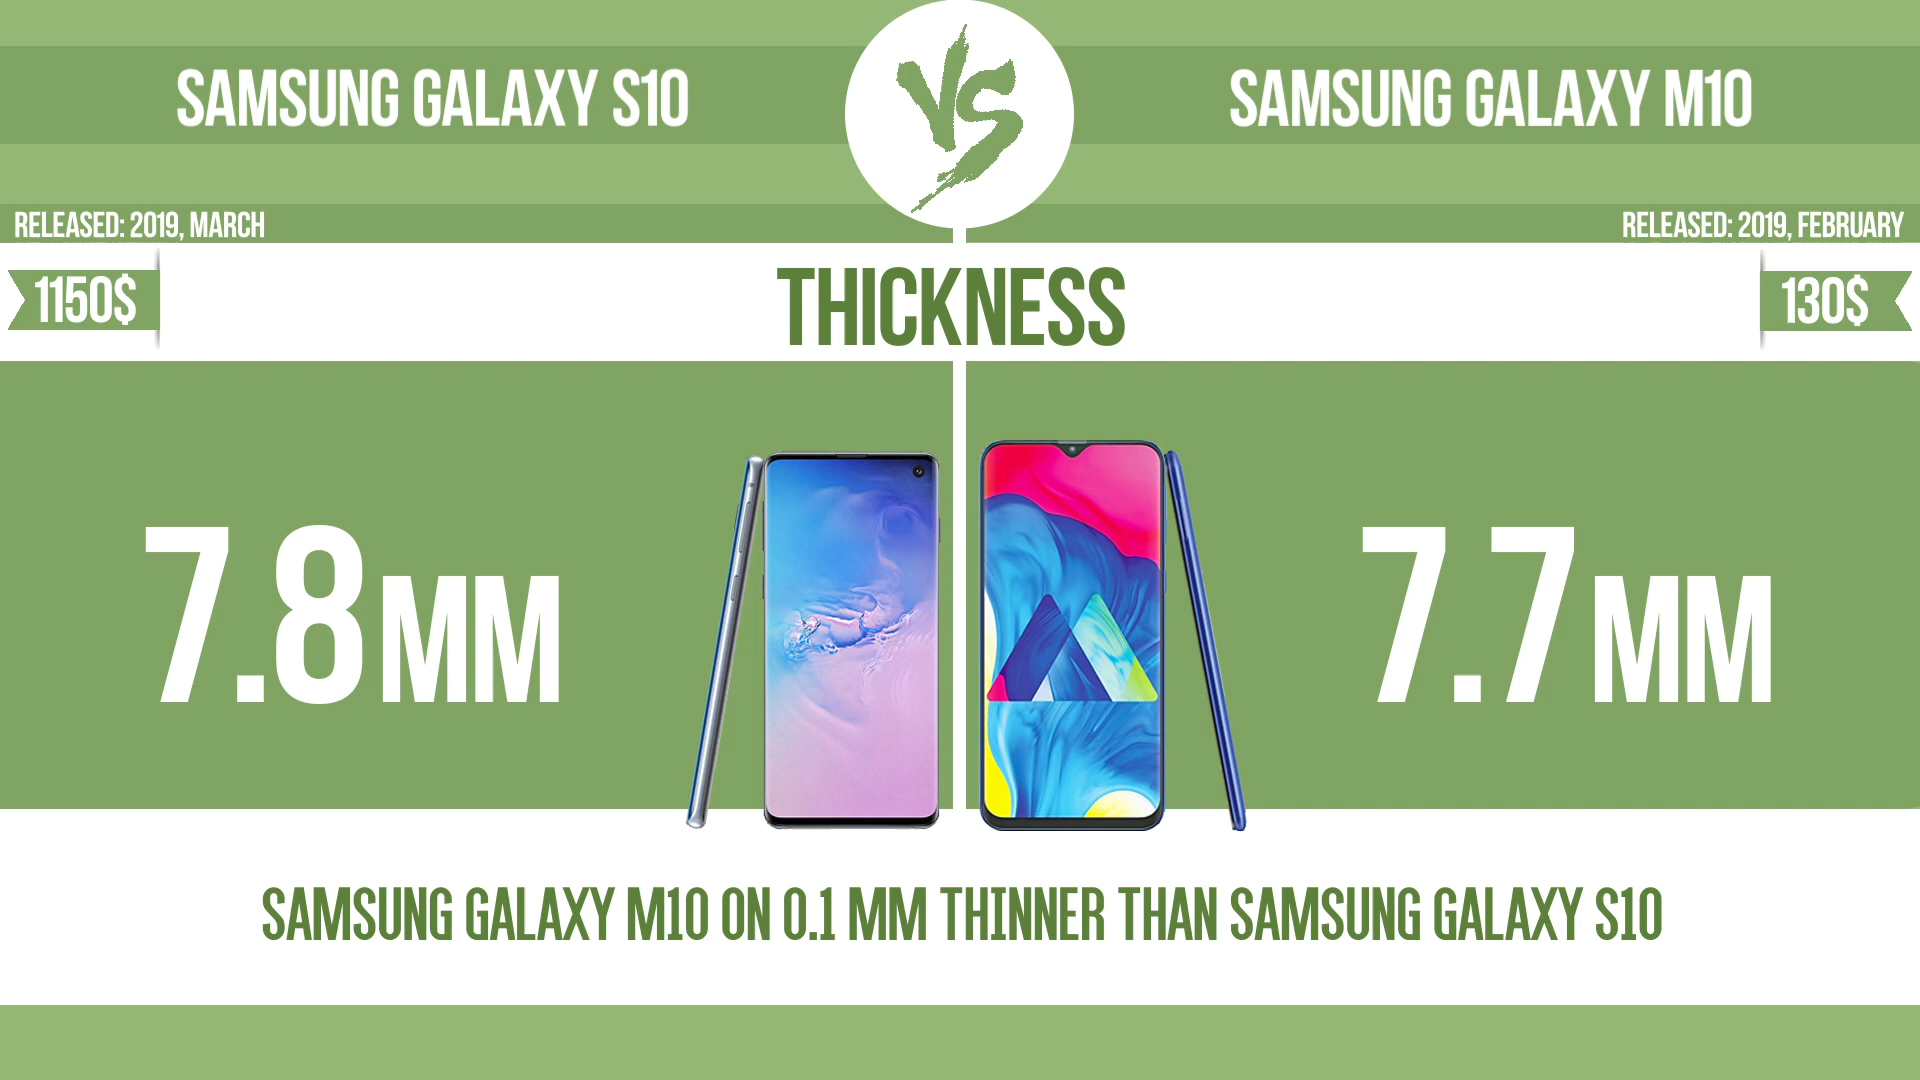 SAMSUNG GALAXY S10
VS
SAMSUNG GALAXY M10
RELEASED: 2019, MARCH
RELEASED: 2019, FEBRUARY
1150$
THICKNESS
130$
7.8MM
7.7MM
SAMSUNG GALAXY M10 ON 0.1 MM THINNER THAN SAMSUNG GALAXY S10